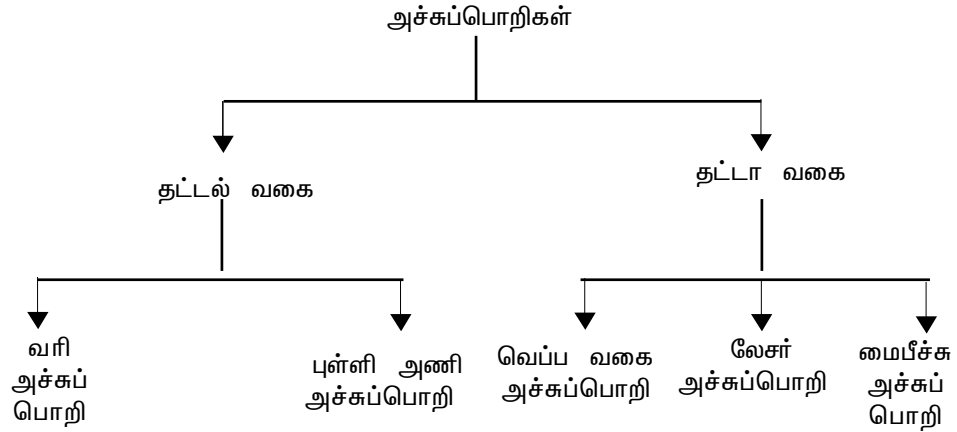 அச்சுப்பொறிகள்
தட்டல் வகை
தட்டா வகை
வரி
அச்சுப்
பொறி
புள்ளி அணி
அச்சுப்பொறி
வெப்ப வகை
அச்சுப்பொறி
லேசர்
அச்சுப்பொறி
மைபீச்சு
அச்சுப்
பொறி